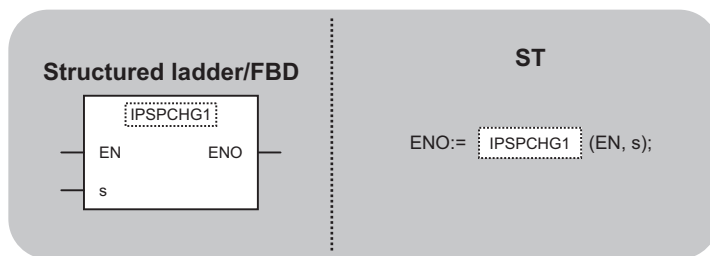 Structured ladder/FBD
IPSPCHG1
EN ENO
s
ST
ENO:= IPSPCHG1 (EN, s);